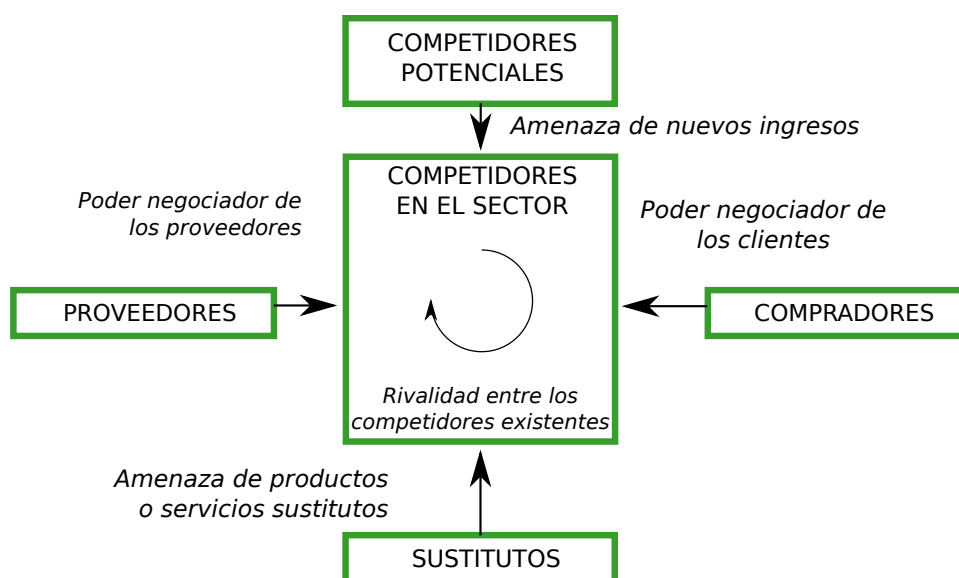 COMPETIDORES
POTENCIALES
Amenaza de nuevos ingresos
COMPETIDORES
EN EL SECTOR
Poder negociador de
los proveedores
Poder negociador de
los clientes
PROVEEDORES
COMPRADORES
Rivalidad entre los
competidores existentes
Amenaza de productos
o servicios sustitutos
SUSTITUTOS